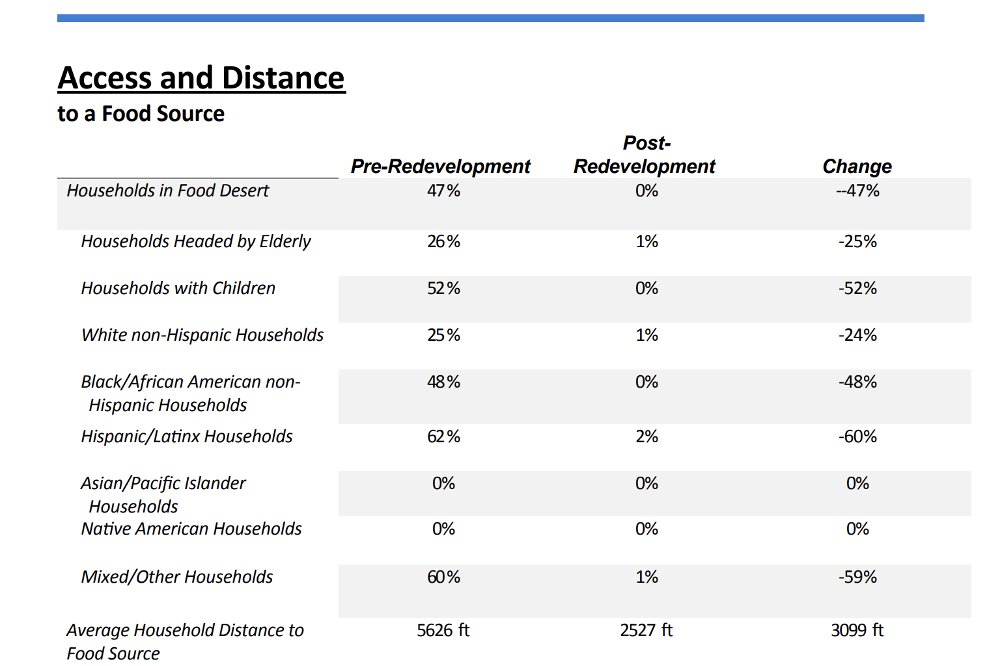 Access and Distance
to a Food Source
Post-
Pre-Redevelopment Redevelopment Change
Households in Food Desert 47% 0% --47%
Households Headed by Elderly 26% 1% -25%
Households with Children 52% 0% -52%
White non-Hispanic Households 25% 1% -24%
Black/African American non- 48% 0% -48%
Hispanic Households
Hispanic/Latinx Households 62% 2% -60%
Asian/Pacific Islander 0% 0% 0%
Households
Native American Households 0% 0% 0%
Mixed/Other Households 60% 1% -59%
Average Household Distance to 5626 ft 2527 ft 3099 ft
Food Source